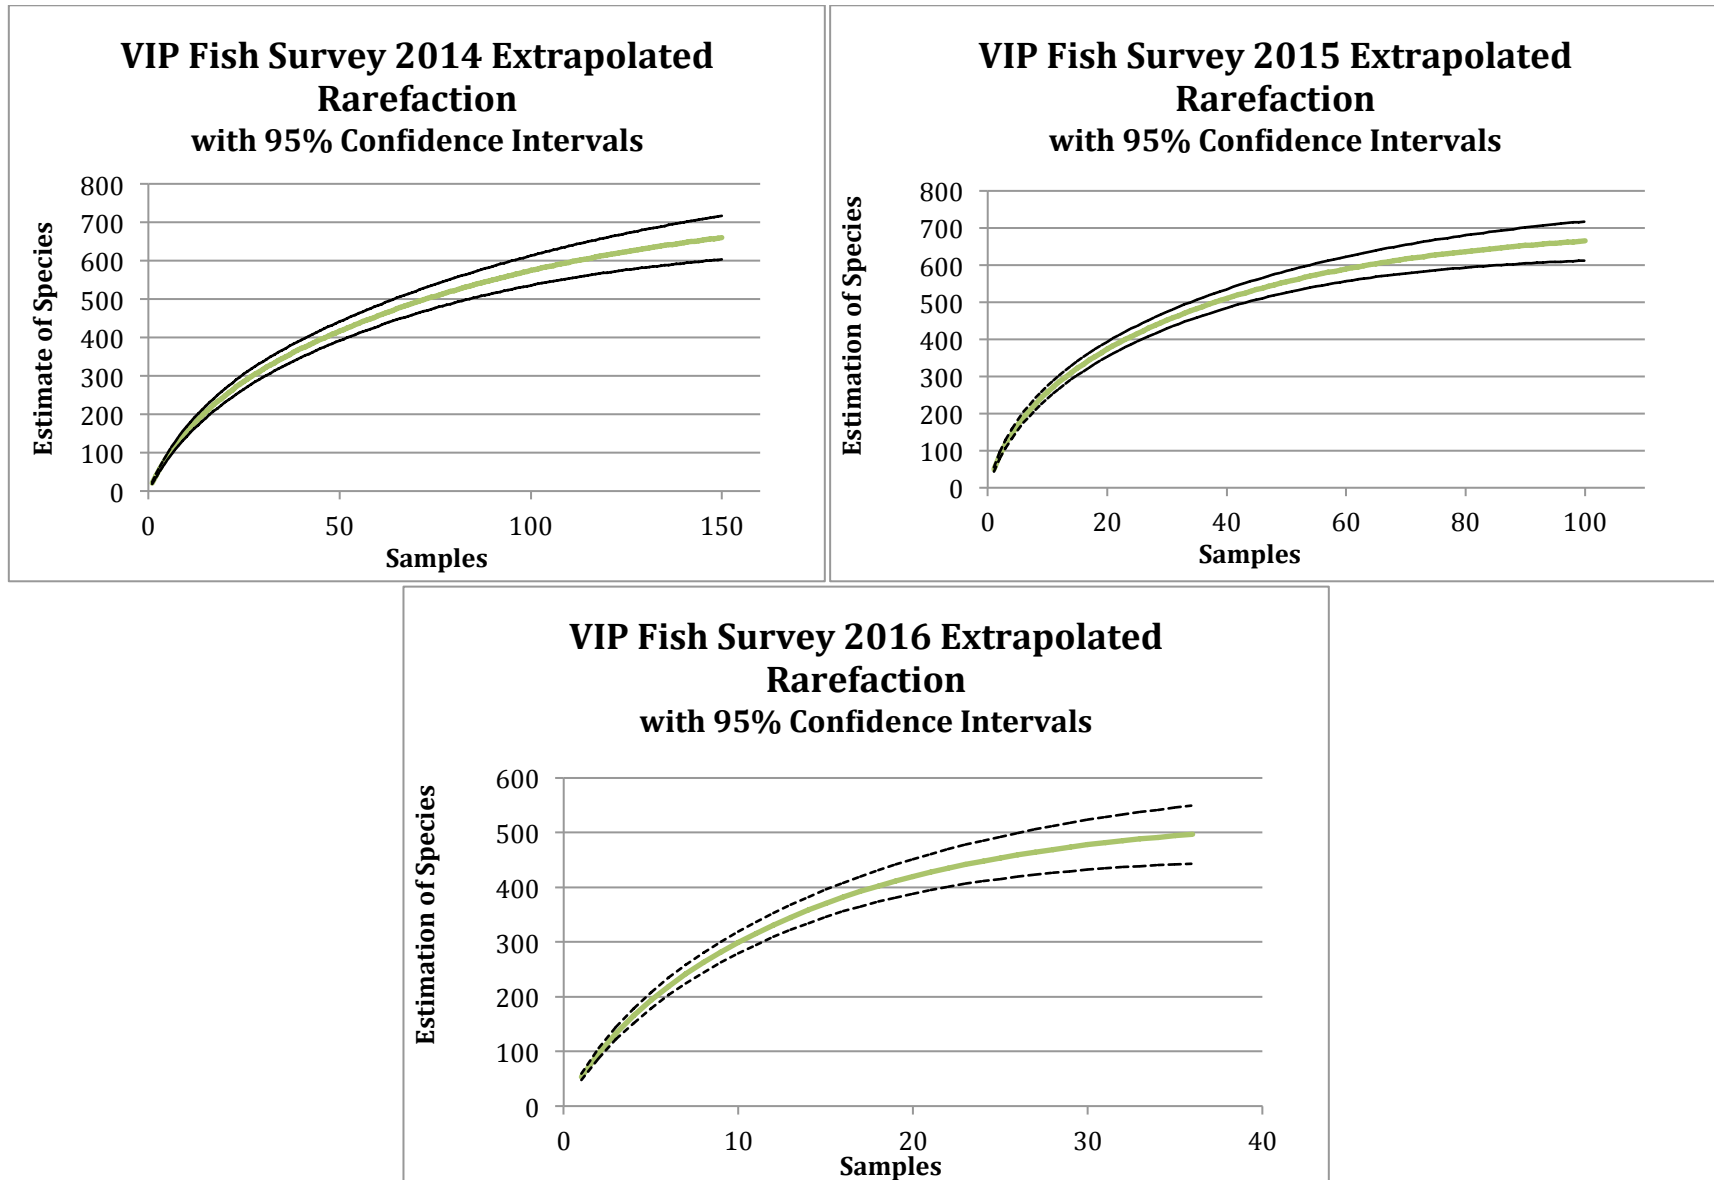 VIP Fish Survey 2014 Extrapolated
Rarefaction
with 95% Confidence Intervals
Estimate of Species
800
700
600
500
400
300
200
100
0
0 50 100 150
Samples
VIP Fish Survey 2015 Extrapolated
Rarefaction
with 95% Confidence Intervals
Estimation of Species
800
700
600
500
400
300
200
100
0
0 20 40 60 80 100
Samples
VIP Fish Survey 2016 Extrapolated
Rarefaction
with 95% Confidence Intervals
Estimation of Species
600
500
400
300
200
100
0
0 10 20 30 40
Samples